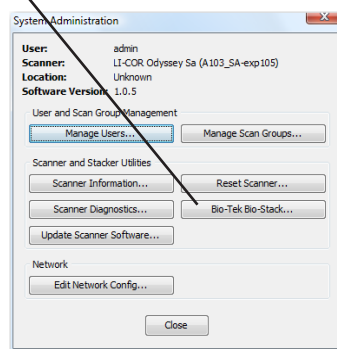 System Administration
User: admin
Scanner: LI-COR Odyssey Sa (A103_SA-exp105)
Location: Unknown
Software Version: 1.0.5
User and Scan Group Management
Manage Users... Manage Scan Groups...
Scanner and Stacker Utilities
Scanner Information... Reset Scanner...
Scanner Diagnostics... Bio-Tek Bio-Stack...
Update Scanner Software...
Network
Edit Network Config...
Close